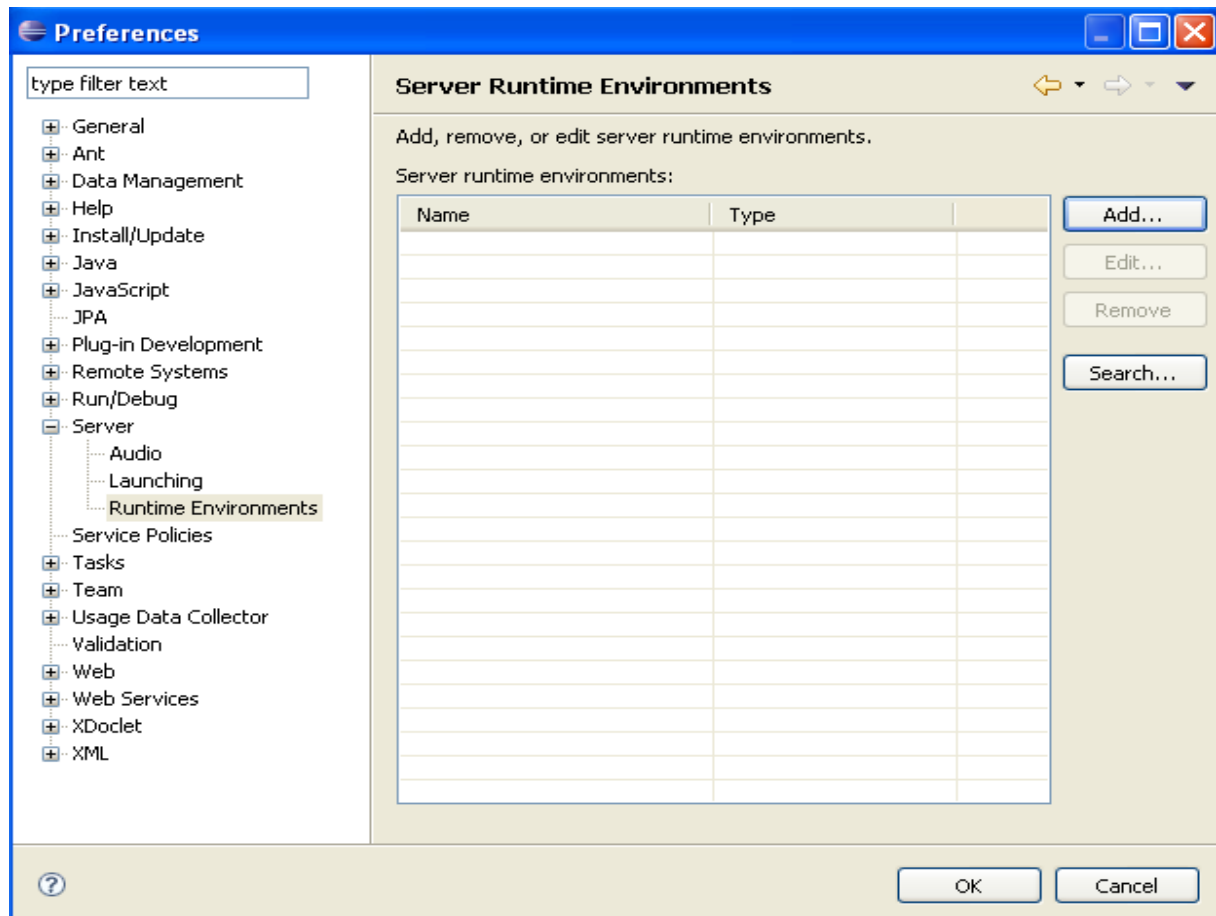 Preferences
type filter text
General
Ant
Data Management
Help
Install/Update
Java
JavaScript
JPA
Plug-in Development
Remote Systems
Run/Debug
Server
Audio
Launching
Runtime Environments
Service Policies
Tasks
Team
Usage Data Collector
Validation
Web
Web Services
XDoclet
XML
Server Runtime Environments
Add, remove, or edit server runtime environments.
Server runtime environments:
Name Type
Add...
Edit...
Remove
Search...
OK Cancel